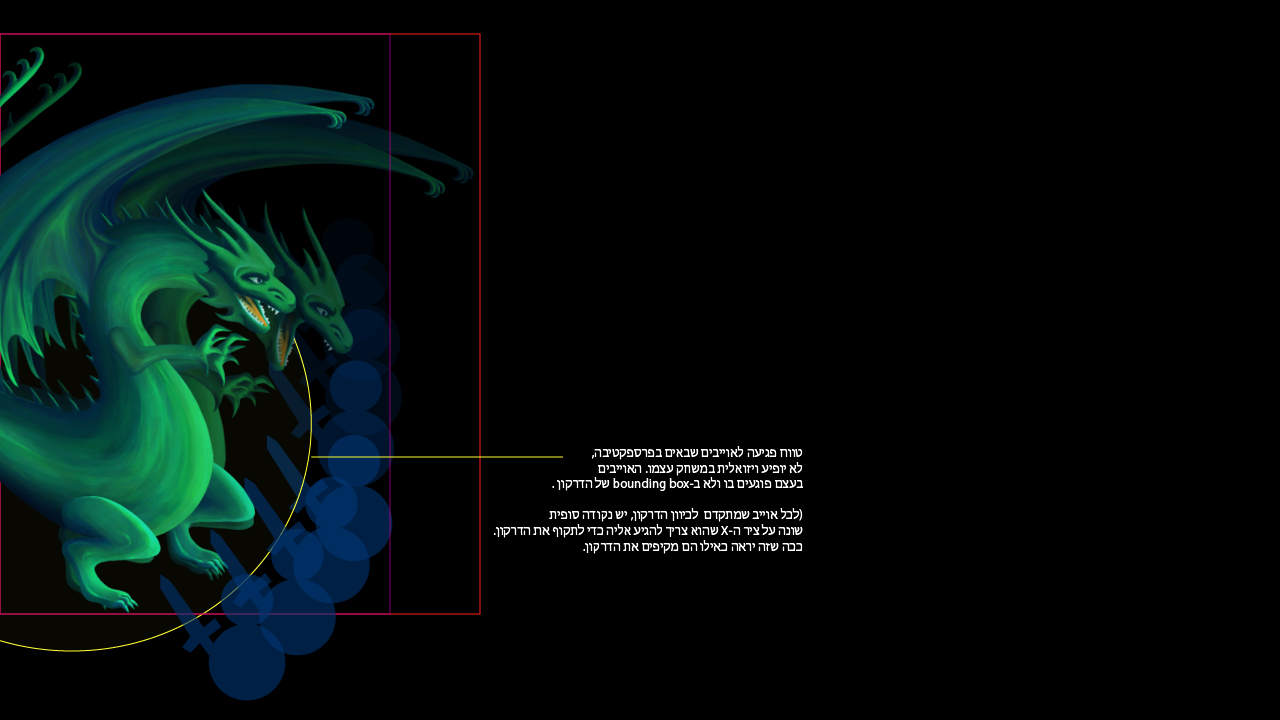 טווח פגיעה לאוייבים שבאים בפרספקטיבה,
לא יופיע ויזואלית במשחק עצמו. האוייבים
בעצם פוגעים בו ולא ב-bounding box של הדרקון .
(לכל אוייב שמתקדם לכיוון הדרקון, יש נקודה סופית
שונה על ציר ה-X שהוא צריך להגיע אליה כדי לתקוף את הדרקון.
ככה שזה יראה כאילו הם מקיפים את הדרקון.